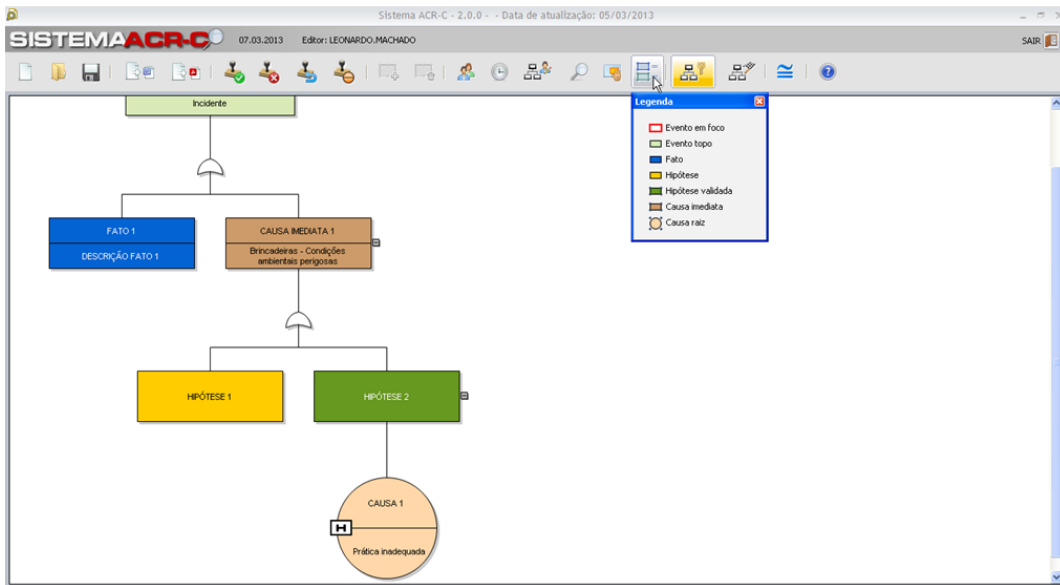 Sistema ACR-C - 2.0.0 - - Data de atualização: 05/03/2013
SISTEMAACR-C 07.03.2013 Editor: LEONARDO.MACHADO SAIR
Incidente
Legenda
Evento em foco
Evento topo
Fato
Hipótese
Hipótese validada
Causa imediata
Causa raiz
FATO 1
DESCRIÇÃO FATO 1
CAUSA IMEDIATA 1
Brincadeiras - Condições
ambientais perigosas
HIPÓTESE 1
HIPÓTESE 2
CAUSA 1
H
Prática inadequada